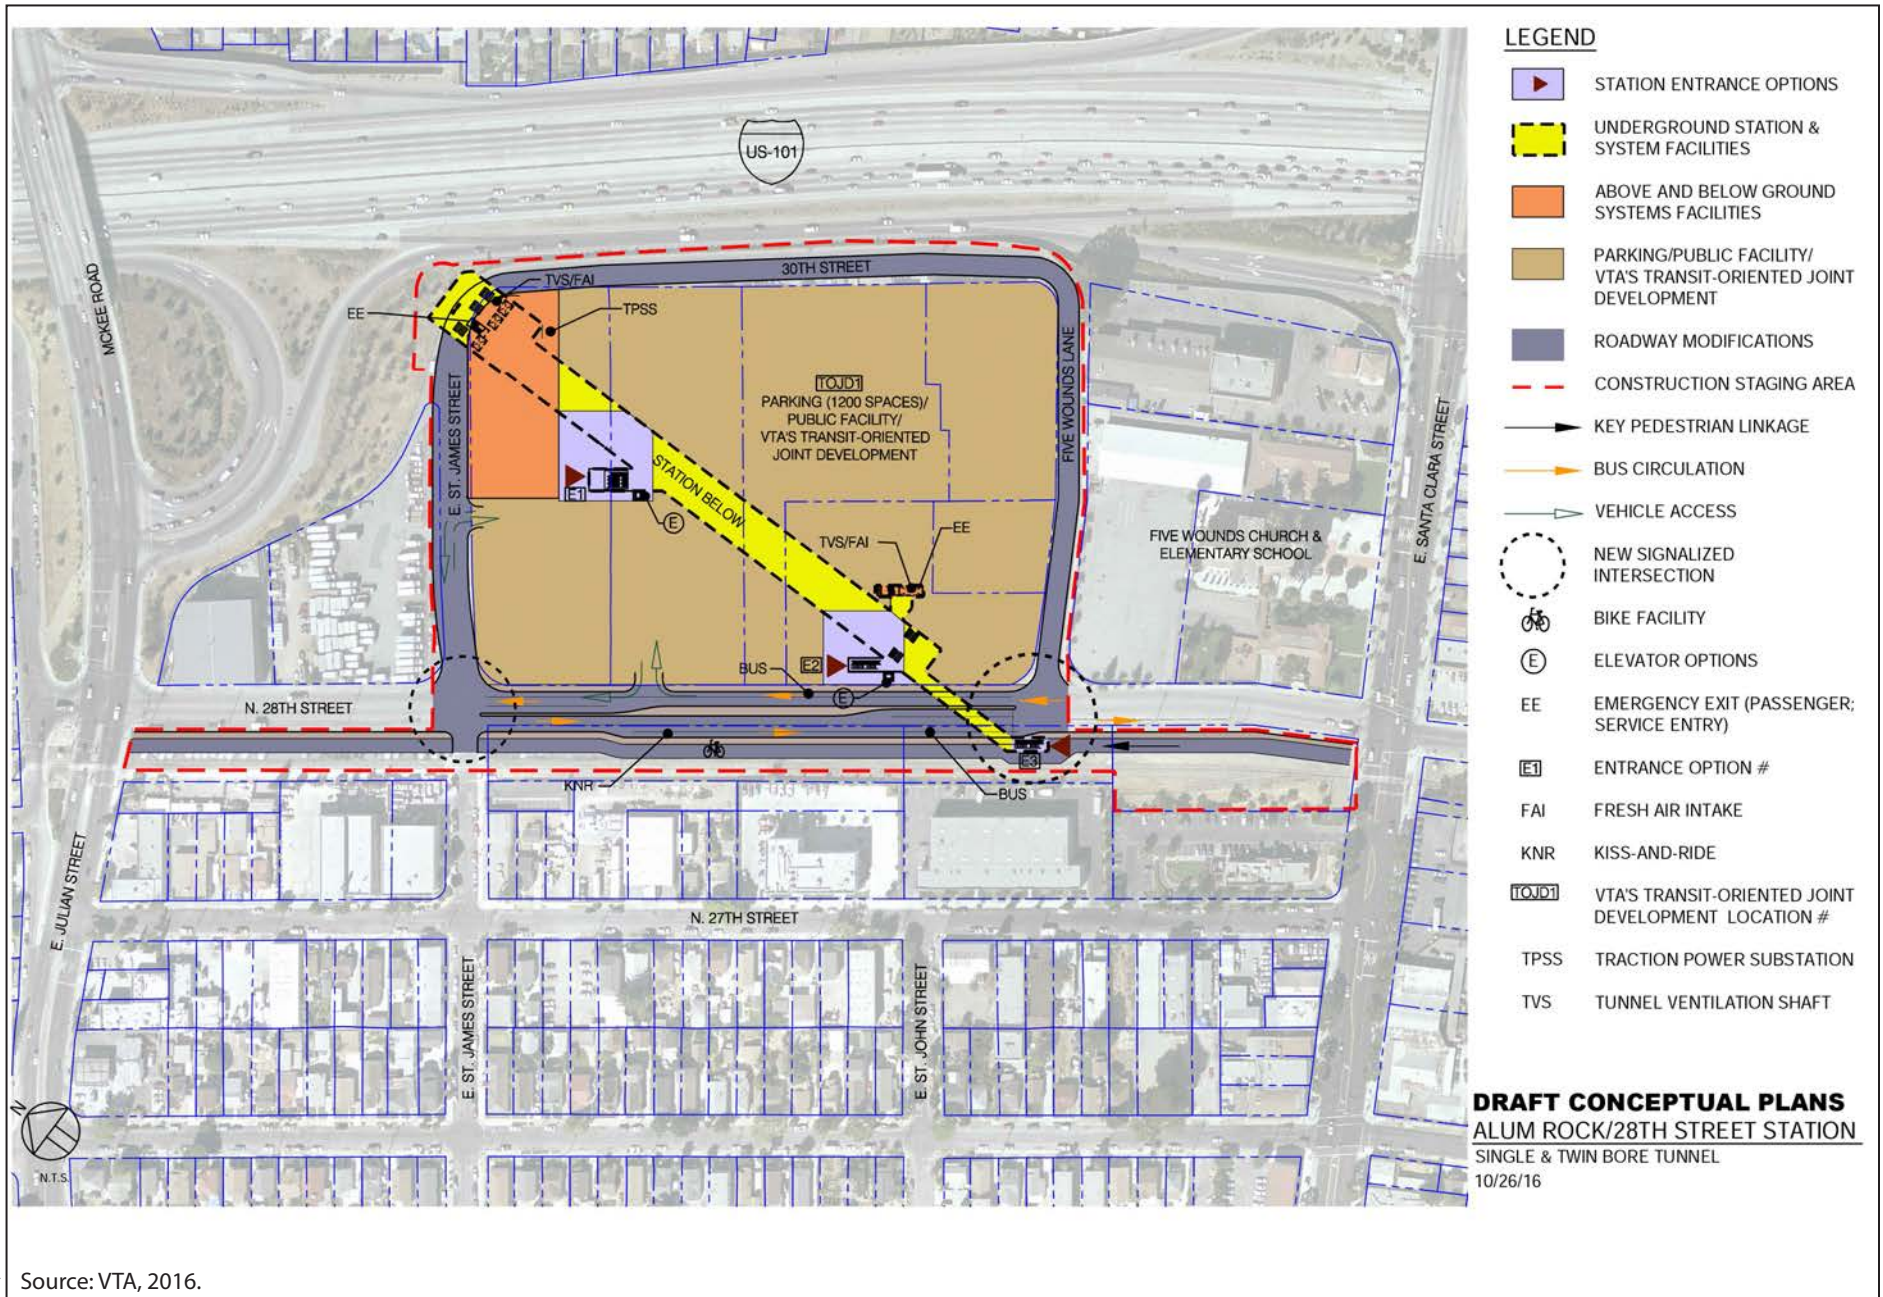 US-101
30TH STREET
MCKEE ROAD
TVS/FAI
EE
TPSS
E. ST. JAMES STREET
TOJD1
PARKING (1200 SPACES)/
PUBLIC FACILITY/
VTA'S TRANSIT-ORIENTED
JOINT DEVELOPMENT
FIVE WOUNDS LANE
STATION BELOW
E1
E
TVS/FAI
EE
FIVE WOUNDS CHURCH &
ELEMENTARY SCHOOL
E. SANTA CLARA STREET
BUS
E2
E
N. 28TH STREET
E3
KNR
BUS
E. JULIAN STREET
N. 27TH STREET
E. ST. JAMES STREET
E. ST. JOHN STREET
N
N.T.S.
LEGEND
STATION ENTRANCE OPTIONS
UNDERGROUND STATION &
SYSTEM FACILITIES
ABOVE AND BELOW GROUND
SYSTEMS FACILITIES
PARKING/PUBLIC FACILITY/
VTA'S TRANSIT-ORIENTED JOINT
DEVELOPMENT
ROADWAY MODIFICATIONS
CONSTRUCTION STAGING AREA
KEY PEDESTRIAN LINKAGE
BUS CIRCULATION
VEHICLE ACCESS
NEW SIGNALIZED
INTERSECTION
BIKE FACILITY
E ELEVATOR OPTIONS
EE EMERGENCY EXIT (PASSENGER;
SERVICE ENTRY)
E1 ENTRANCE OPTION #
FAI FRESH AIR INTAKE
KNR KISS-AND-RIDE
TOJD1 VTA'S TRANSIT-ORIENTED JOINT
DEVELOPMENT LOCATION #
TPSS TRACTION POWER SUBSTATION
TVS TUNNEL VENTILATION SHAFT
DRAFT CONCEPTUAL PLANS
ALUM ROCK/28TH STREET STATION
SINGLE & TWIN BORE TUNNEL
10/26/16
Source: VTA, 2016.